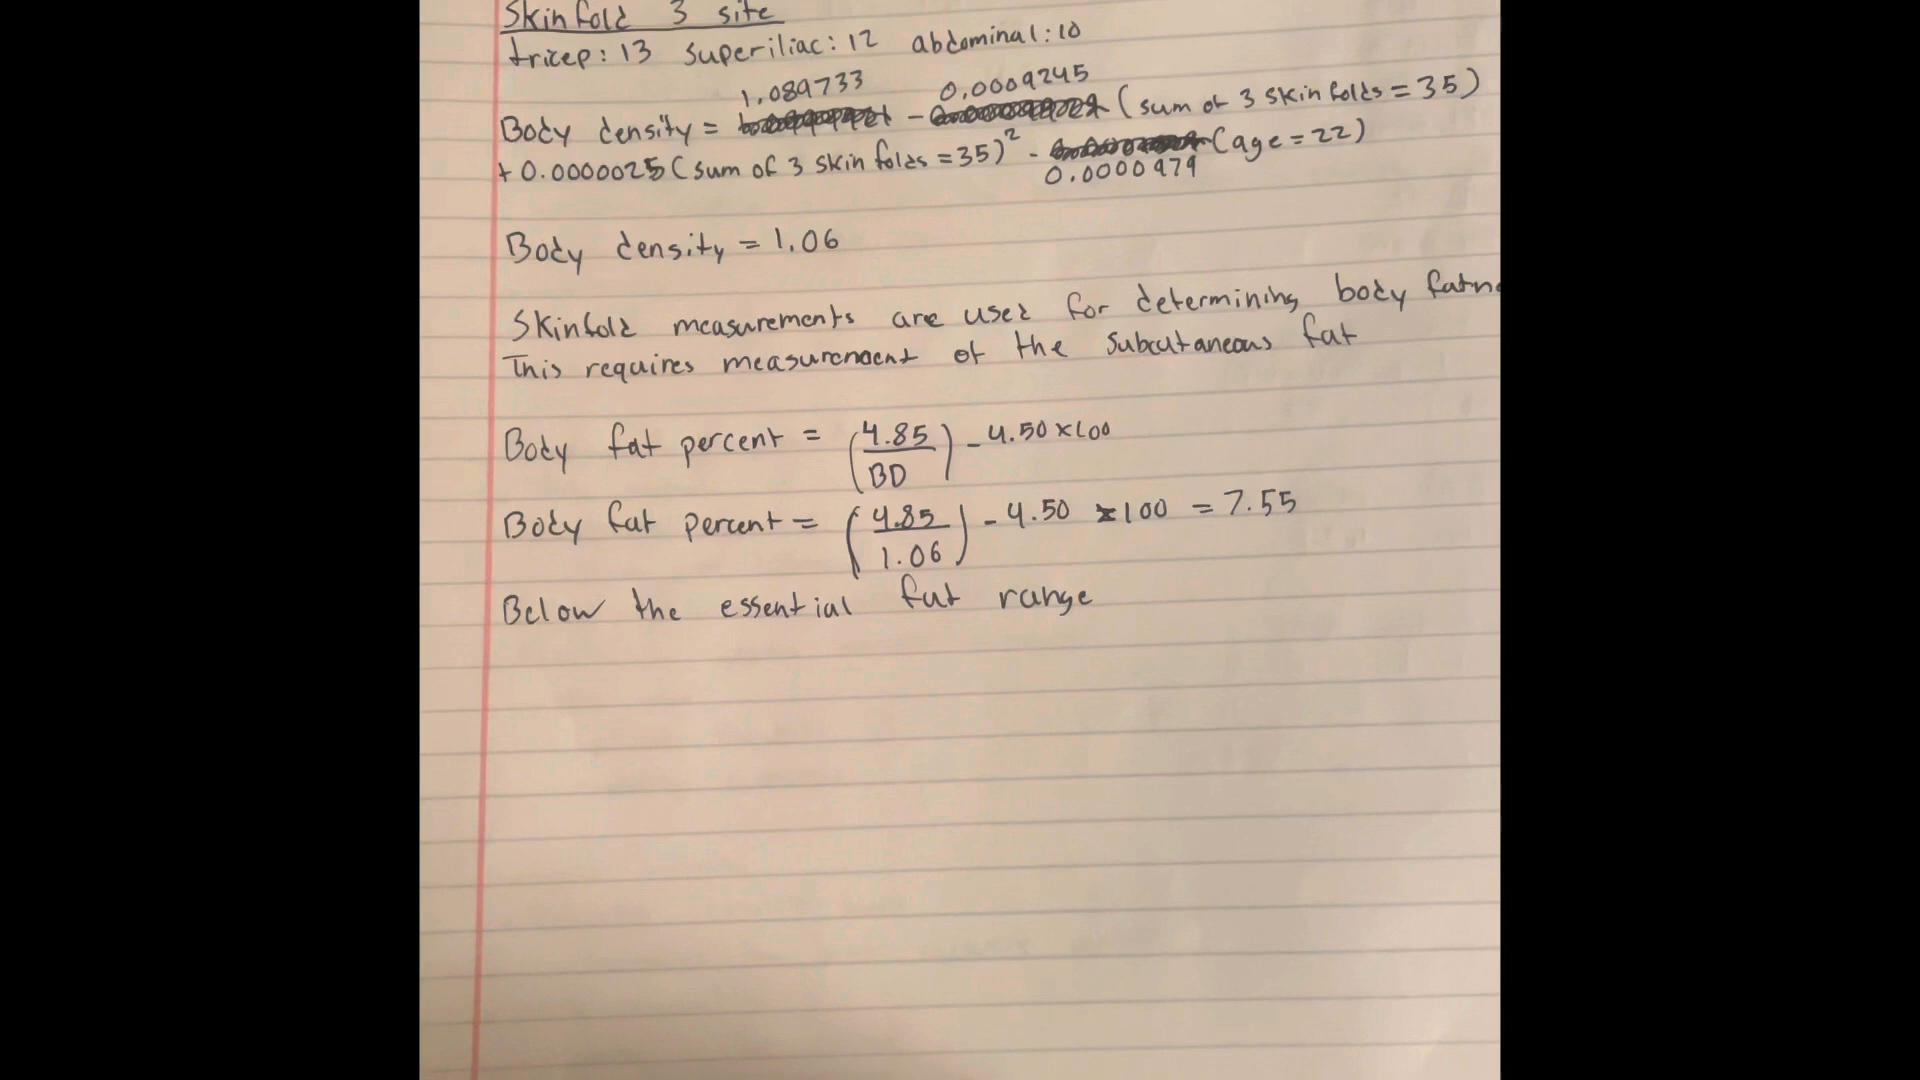 Skinfold 3 site
tricep: 13 superiliac: 12 abdominal: 10
1.089733 0.0009245
Body density = - (sum of 3 skin folds = 35)
+ 0.0000025 (sum of 3 skin folds = 35)² - (age = 22)
0.0000979
Body density = 1.06
Skinfold measurements are used for determining body fatne
This requires measurement of the subcutaneous fat
Body fat percent = (4.85/BD) - 4.50 x 100
Body fat percent = (4.85/1.06) - 4.50 x 100 = 7.55
Below the essential fat range